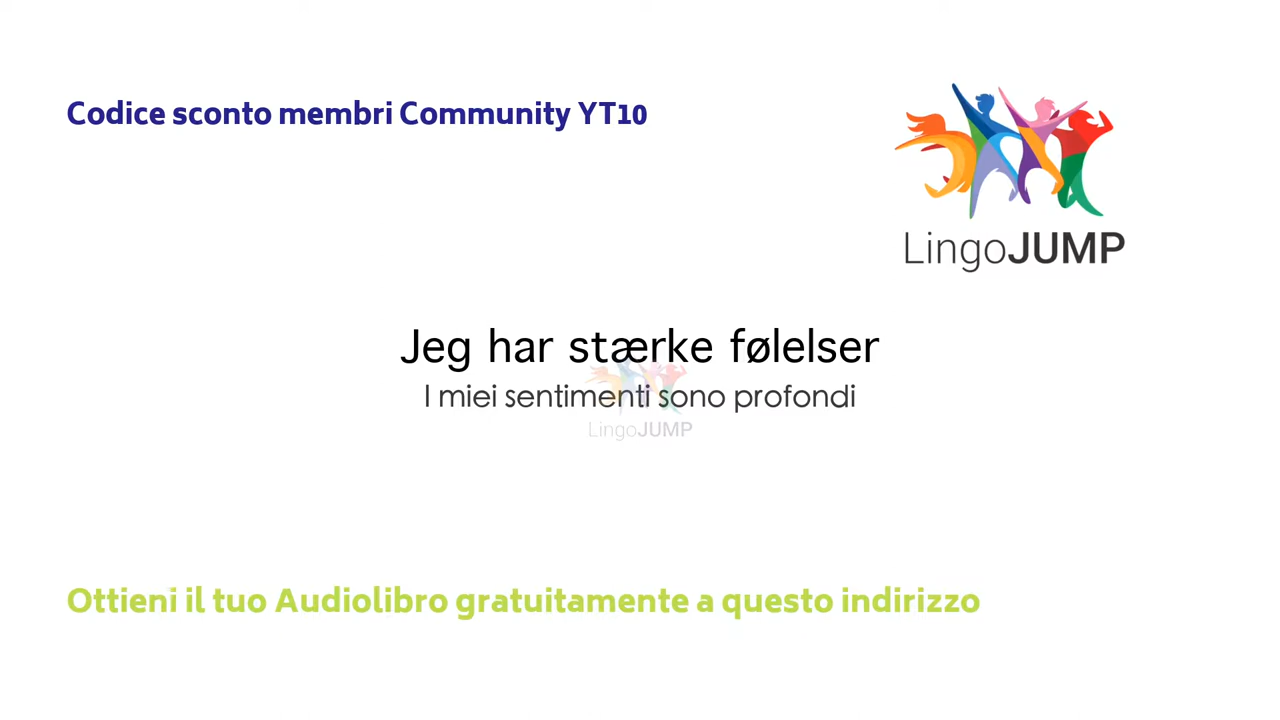 Codice sconto membri Community YT10
LingoJUMP
Jeg har stærke følelser
I miei sentimenti sono profondi
LingoJUMP
Ottieni il tuo Audiolibro gratuitamente a questo indirizzo